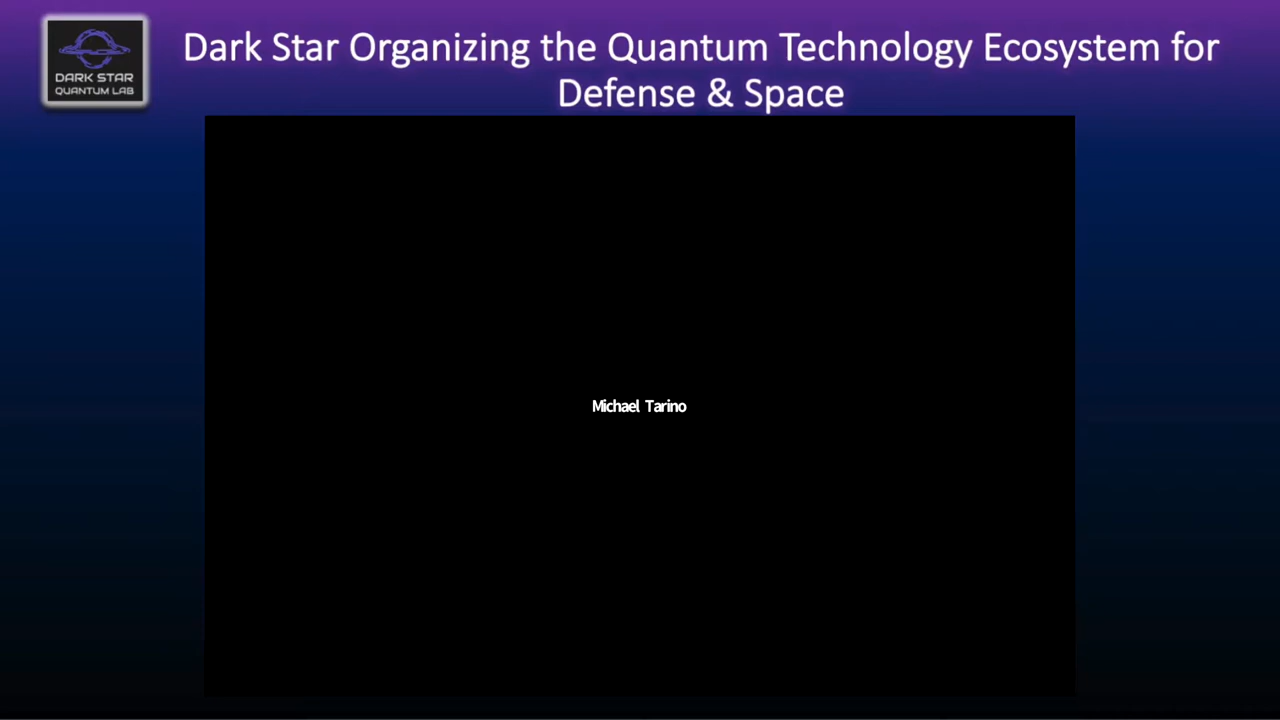 DARK STAR
QUANTUM LAB
Dark Star Organizing the Quantum Technology Ecosystem for
Defense & Space
Michael Tarino